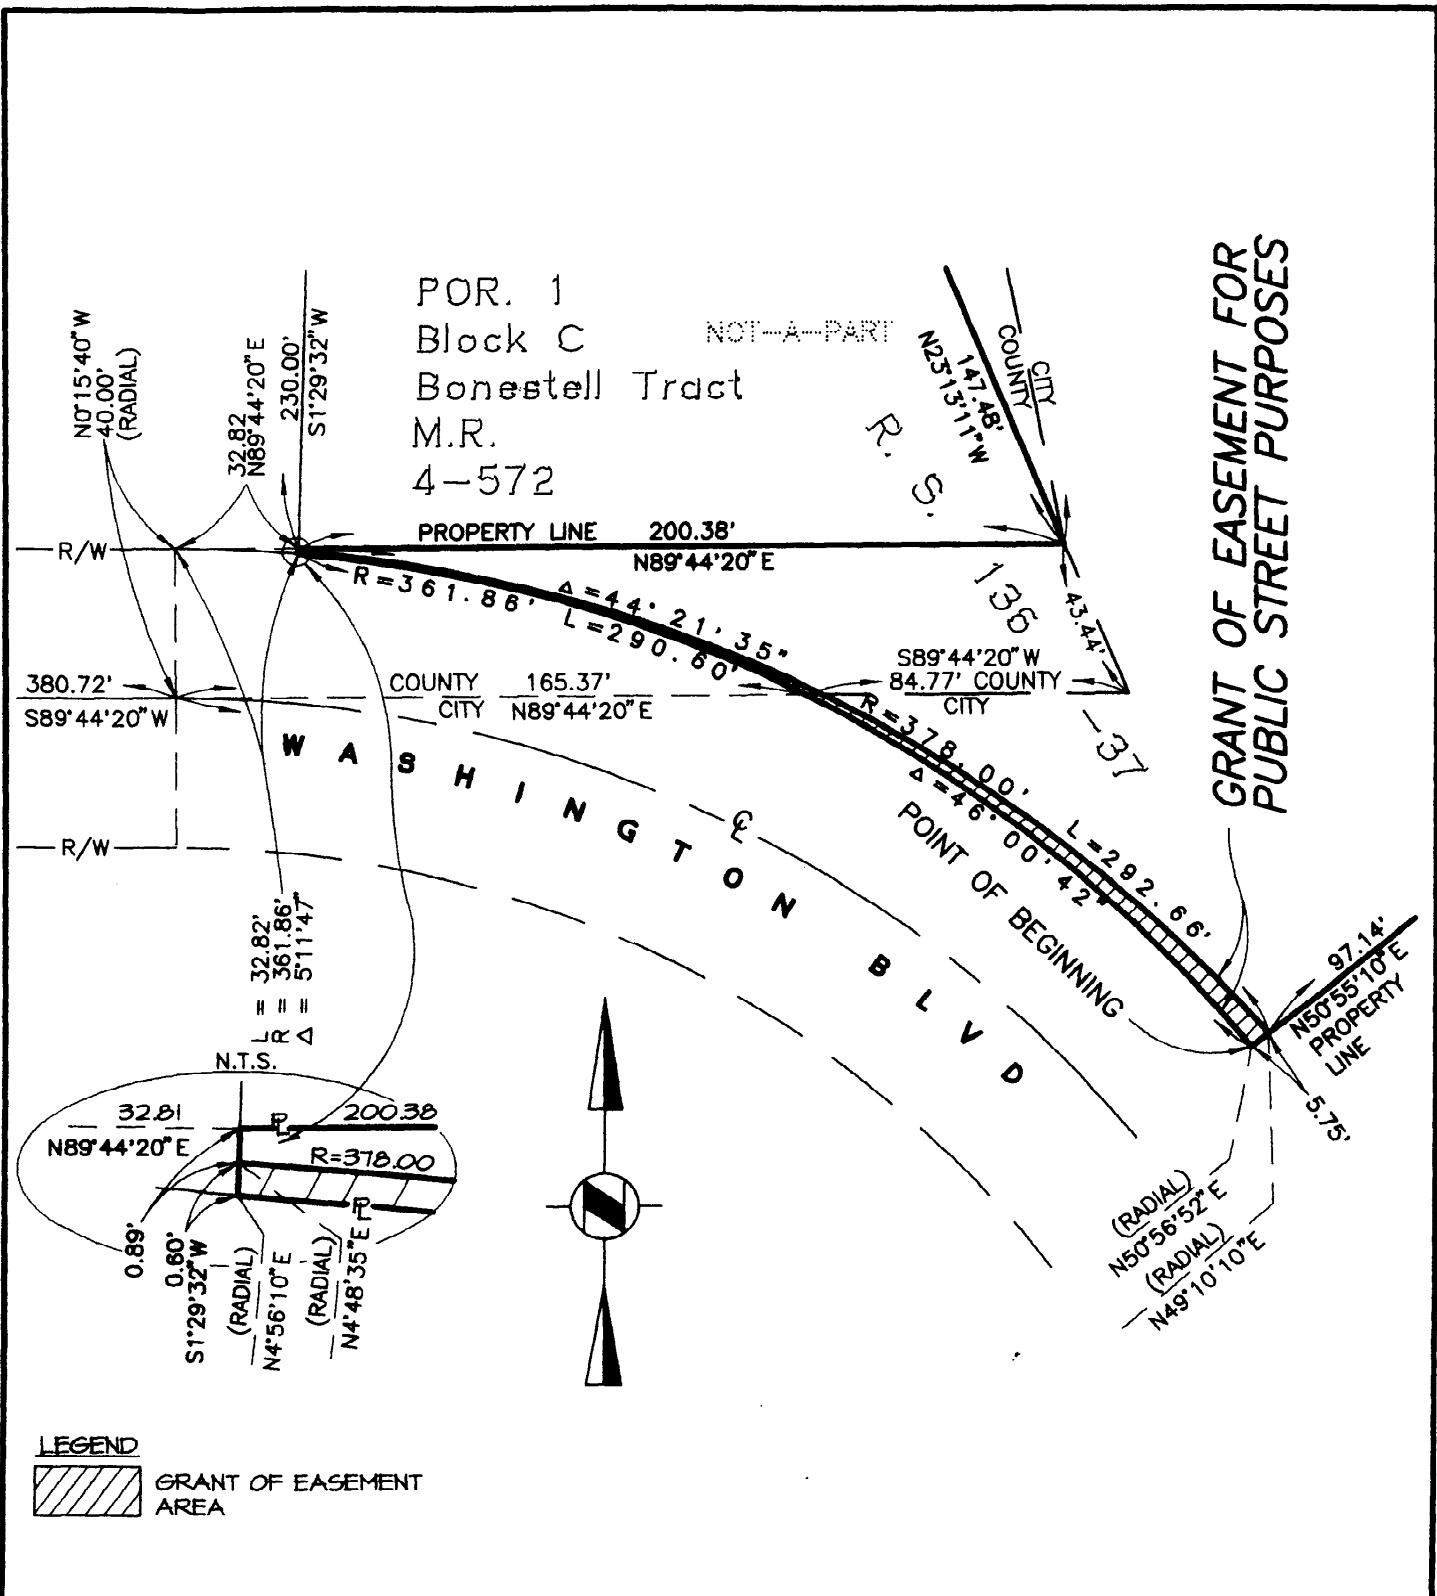 GRANT OF EASEMENT FOR
PUBLIC STREET PURPOSES
POR. 1
Block C
Bonestell Tract
M.R.
4-572
NOT-A-PART
R. S. 136-37
N0°15'40"W
40.00'
(RADIAL)
32.82
N89°44'20"E
230.00'
S1°29'32"W
147.48'
N23°13'11"W
CITY
COUNTY
R/W
PROPERTY LINE 200.38'
N89°44'20"E
R=361.86'
Δ=44°21'35"
L=290.60'
43.44'
S89°44'20"W
84.77' COUNTY
CITY
380.72'
S89°44'20"W
COUNTY 165.37'
CITY N89°44'20"E
R=378.00'
Δ=46°00'42"
L=292.66'
WASHINGTON BLVD
℄
R/W
POINT OF BEGINNING
L = 32.82'
R = 361.86'
Δ = 5°11'47"
97.14'
N50°55'10"E
PROPERTY
LINE
5.75'
(RADIAL)
N50°56'52"E
(RADIAL)
N49°10'10"E
N.T.S.
32.81
N89°44'20"E
PL
200.38
R=378.00
PL
0.89'
0.60'
S1°29'32"W
(RADIAL)
N4°56'10"E
(RADIAL)
N4°48'35"E
LEGEND
GRANT OF EASEMENT
AREA